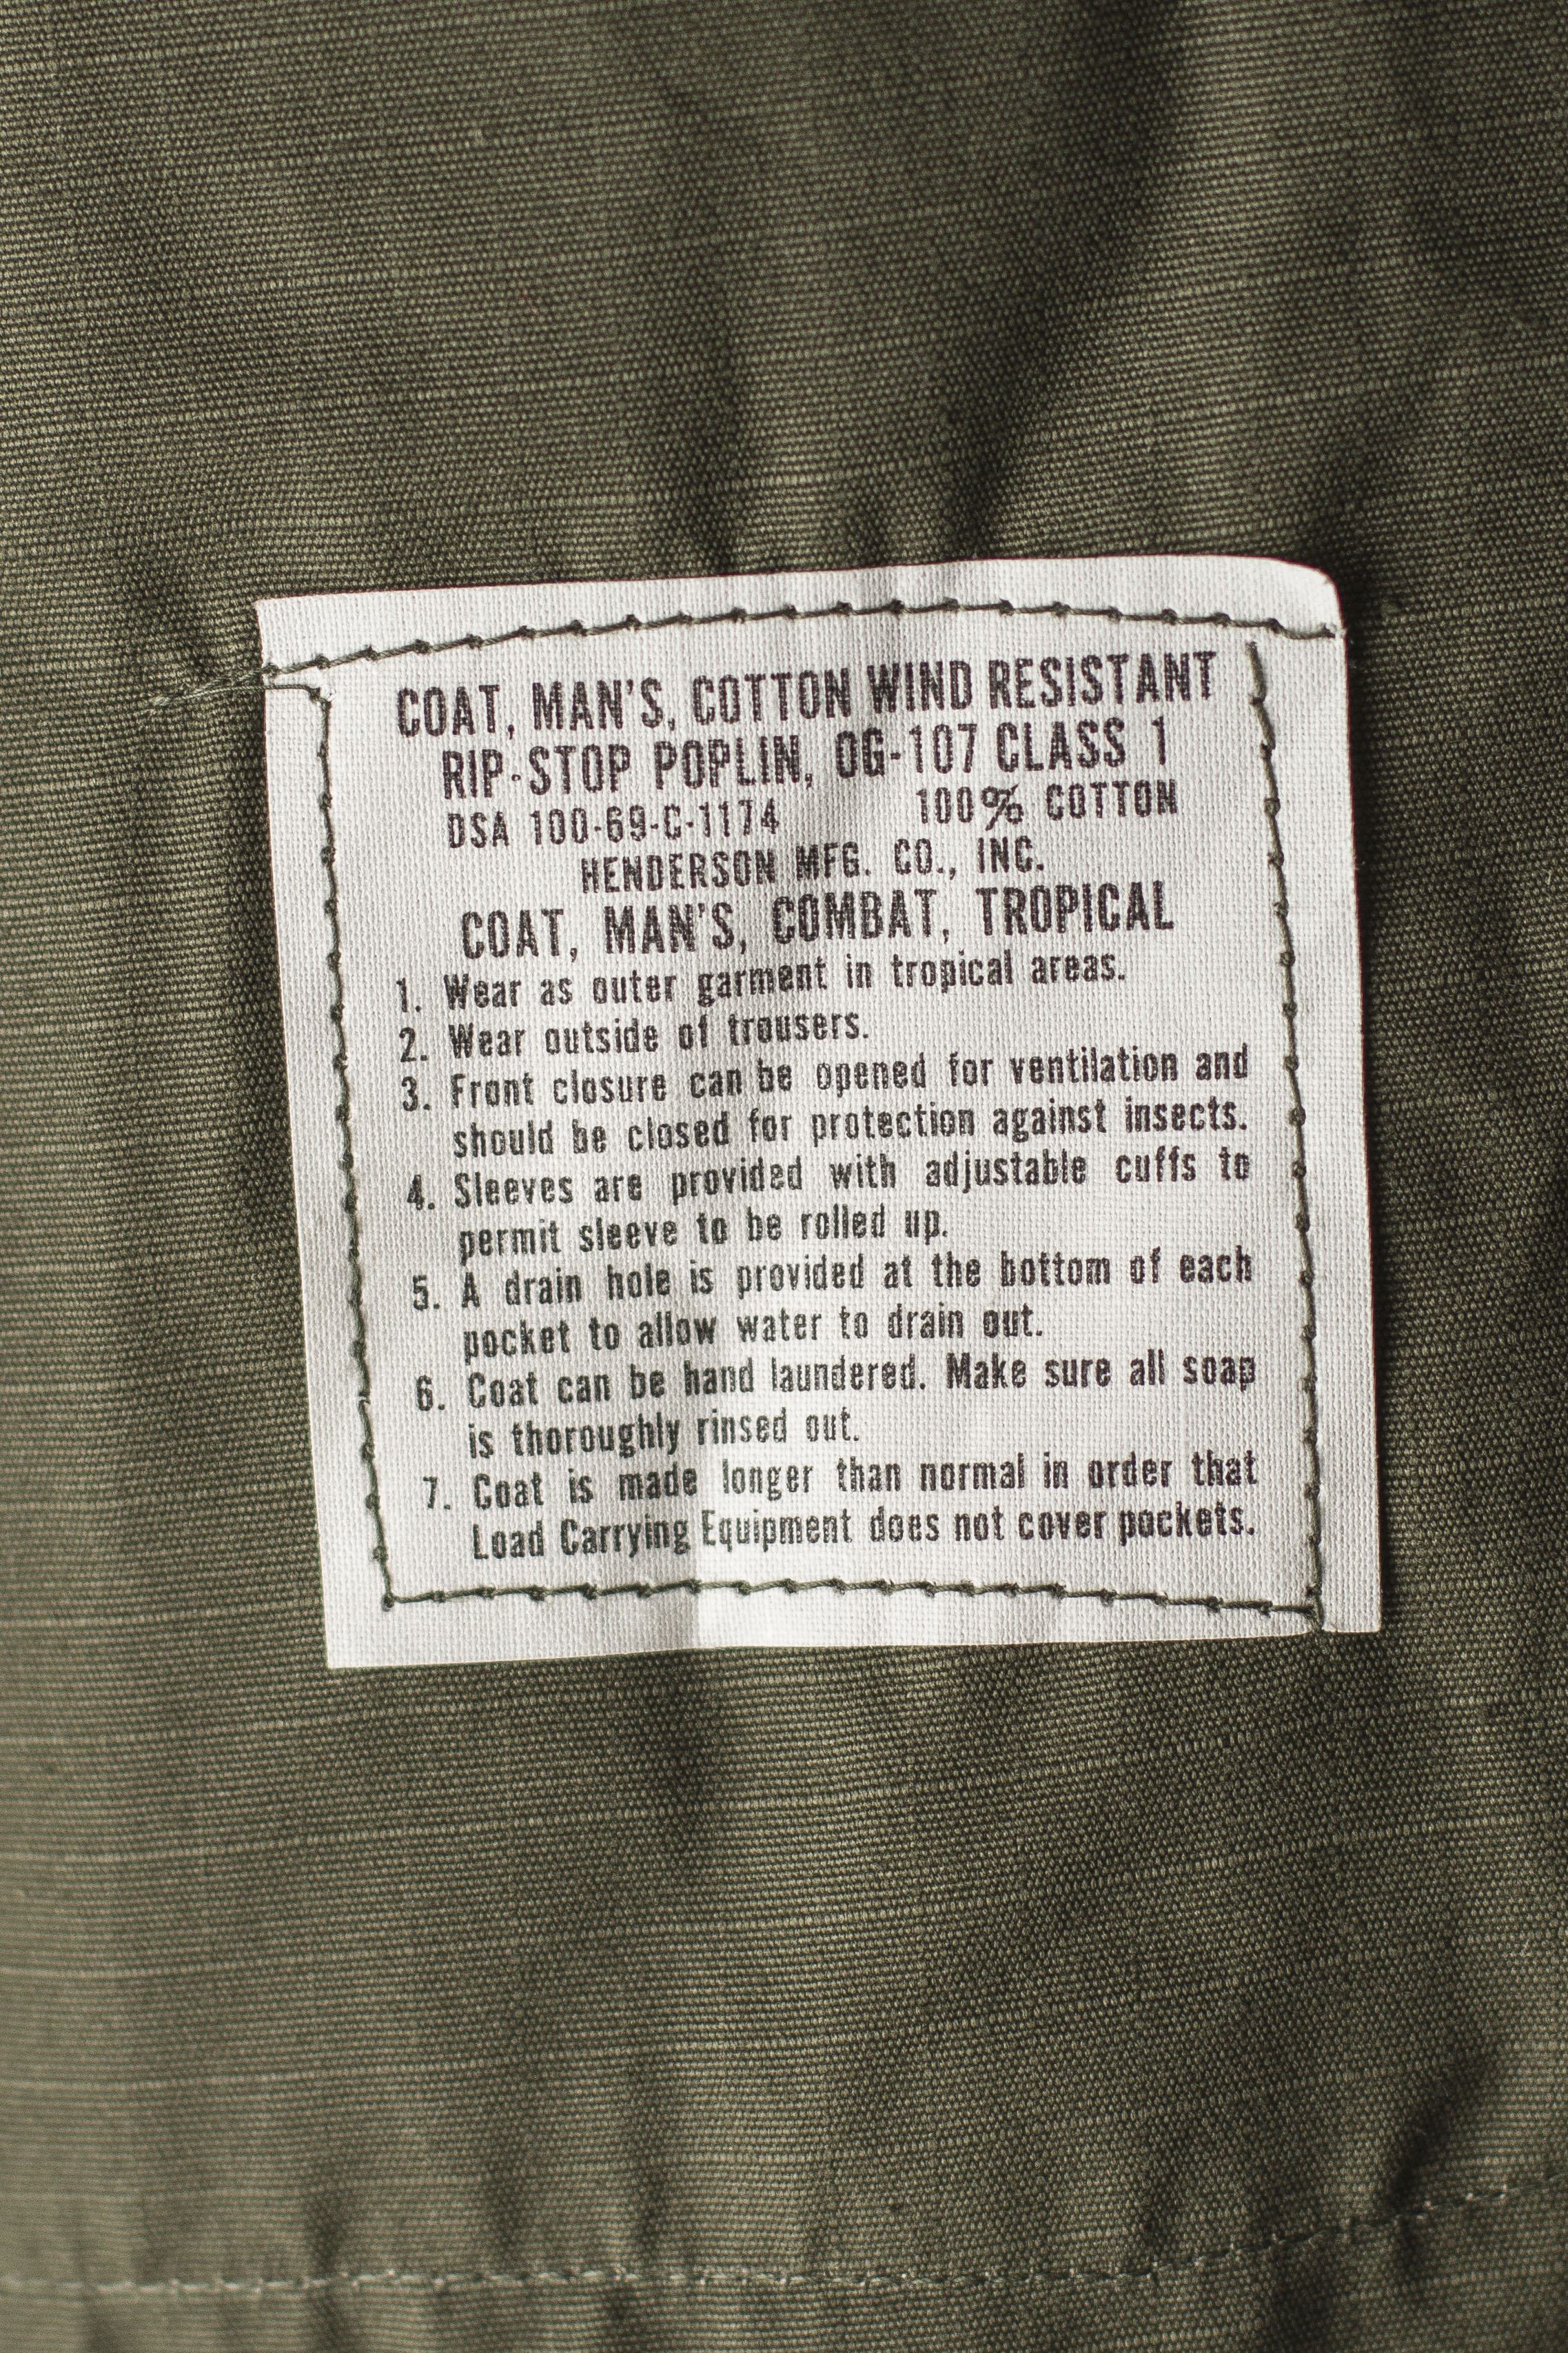 COAT, MAN'S, COTTON WIND RESISTANT
RIP-STOP POPLIN, OG-107 CLASS 1
DSA 100-69-C-1174 100% COTTON
HENDERSON MFG. CO., INC.
COAT, MAN'S, COMBAT, TROPICAL
1. Wear as outer garment in tropical areas.
2. Wear outside of trousers.
3. Front closure can be opened for ventilation and
should be closed for protection against insects.
4. Sleeves are provided with adjustable cuffs to
permit sleeve to be rolled up.
5. A drain hole is provided at the bottom of each
pocket to allow water to drain out.
6. Coat can be hand laundered. Make sure all soap
is thoroughly rinsed out.
7. Coat is made longer than normal in order that
Load Carrying Equipment does not cover pockets.